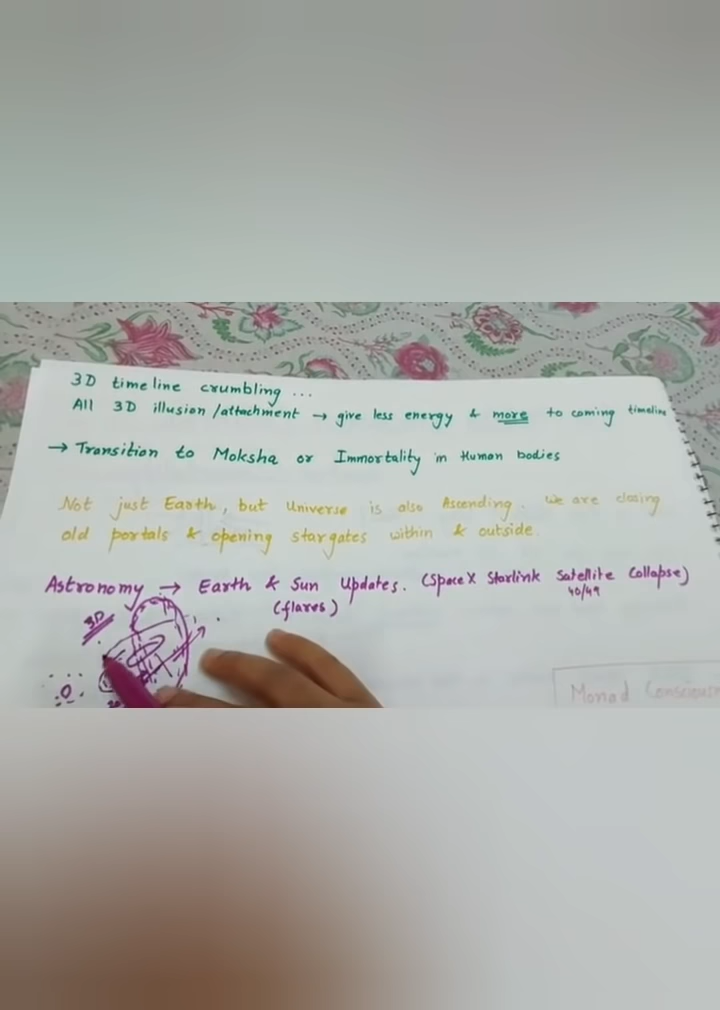 3D timeline crumbling ...
All 3D illusion/attachment → give less energy & more to coming timeline
→ Transition to Moksha or Immortality in Human bodies
Not just Earth, but Universe is also Ascending. We are closing
old portals & opening stargates within & outside.
Astronomy → Earth & Sun Updates. (SpaceX Starlink Satellite Collapse)
(flares)
40/49
3D
Monad